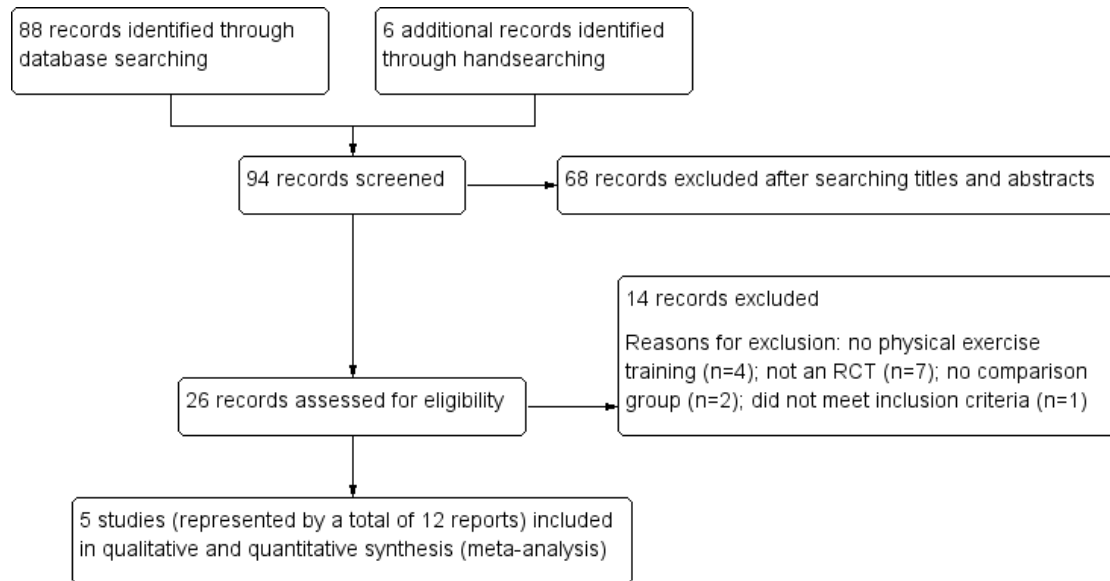 88 records identified through
database searching
6 additional records identified
through handsearching
94 records screened
68 records excluded after searching titles and abstracts
14 records excluded
Reasons for exclusion: no physical exercise
training (n=4); not an RCT (n=7); no comparison
group (n=2); did not meet inclusion criteria (n=1)
26 records assessed for eligibility
5 studies (represented by a total of 12 reports) included
in qualitative and quantitative synthesis (meta-analysis)